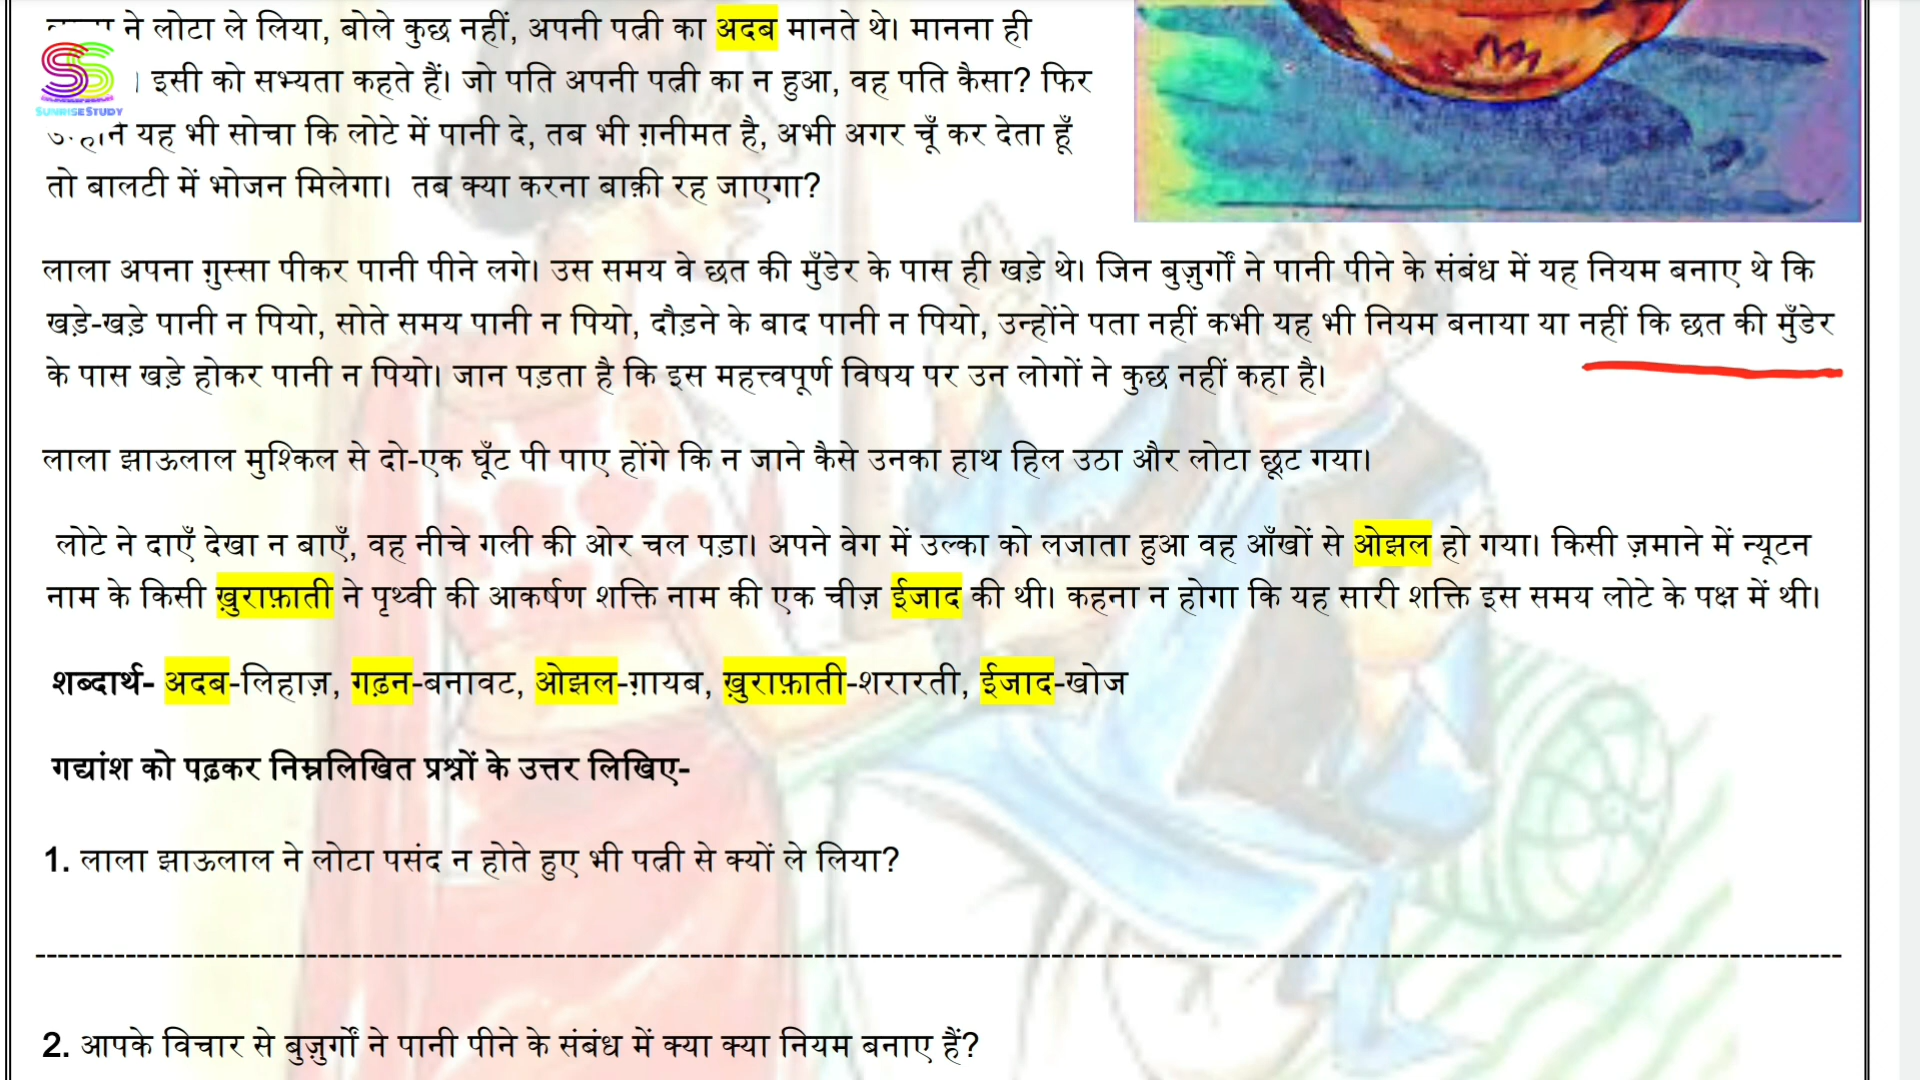 ने लोटा ले लिया, बोले कुछ नहीं, अपनी पत्नी का अदब मानते थे। मानना ही
। इसी को सभ्यता कहते हैं। जो पति अपनी पत्नी का न हुआ, वह पति कैसा? फिर
SUNRISE STUDY
यह भी सोचा कि लोटे में पानी दे, तब भी ग़नीमत है, अभी अगर चूँ कर देता हूँ
तो बालटी में भोजन मिलेगा। तब क्या करना बाक़ी रह जाएगा?
लाला अपना ग़ुस्सा पीकर पानी पीने लगे। उस समय वे छत की मुँडेर के पास ही खड़े थे। जिन बुज़ुर्गों ने पानी पीने के संबंध में यह नियम बनाए थे कि
खड़े-खड़े पानी न पियो, सोते समय पानी न पियो, दौड़ने के बाद पानी न पियो, उन्होंने पता नहीं कभी यह भी नियम बनाया या नहीं कि छत की मुँडेर
के पास खड़े होकर पानी न पियो। जान पड़ता है कि इस महत्त्वपूर्ण विषय पर उन लोगों ने कुछ नहीं कहा है।
लाला झाऊलाल मुश्किल से दो-एक घूँट पी पाए होंगे कि न जाने कैसे उनका हाथ हिल उठा और लोटा छूट गया।
लोटे ने दाएँ देखा न बाएँ, वह नीचे गली की ओर चल पड़ा। अपने वेग में उल्का को लजाता हुआ वह आँखों से ओझल हो गया। किसी ज़माने में न्यूटन
नाम के किसी ख़ुराफ़ाती ने पृथ्वी की आकर्षण शक्ति नाम की एक चीज़ ईजाद की थी। कहना न होगा कि यह सारी शक्ति इस समय लोटे के पक्ष में थी।
शब्दार्थ- अदब-लिहाज़, गढ़न-बनावट, ओझल-ग़ायब, ख़ुराफ़ाती-शरारती, ईजाद-खोज
गद्यांश को पढ़कर निम्नलिखित प्रश्नों के उत्तर लिखिए-
1. लाला झाऊलाल ने लोटा पसंद न होते हुए भी पत्नी से क्यों ले लिया?
2. आपके विचार से बुज़ुर्गों ने पानी पीने के संबंध में क्या क्या नियम बनाए हैं?